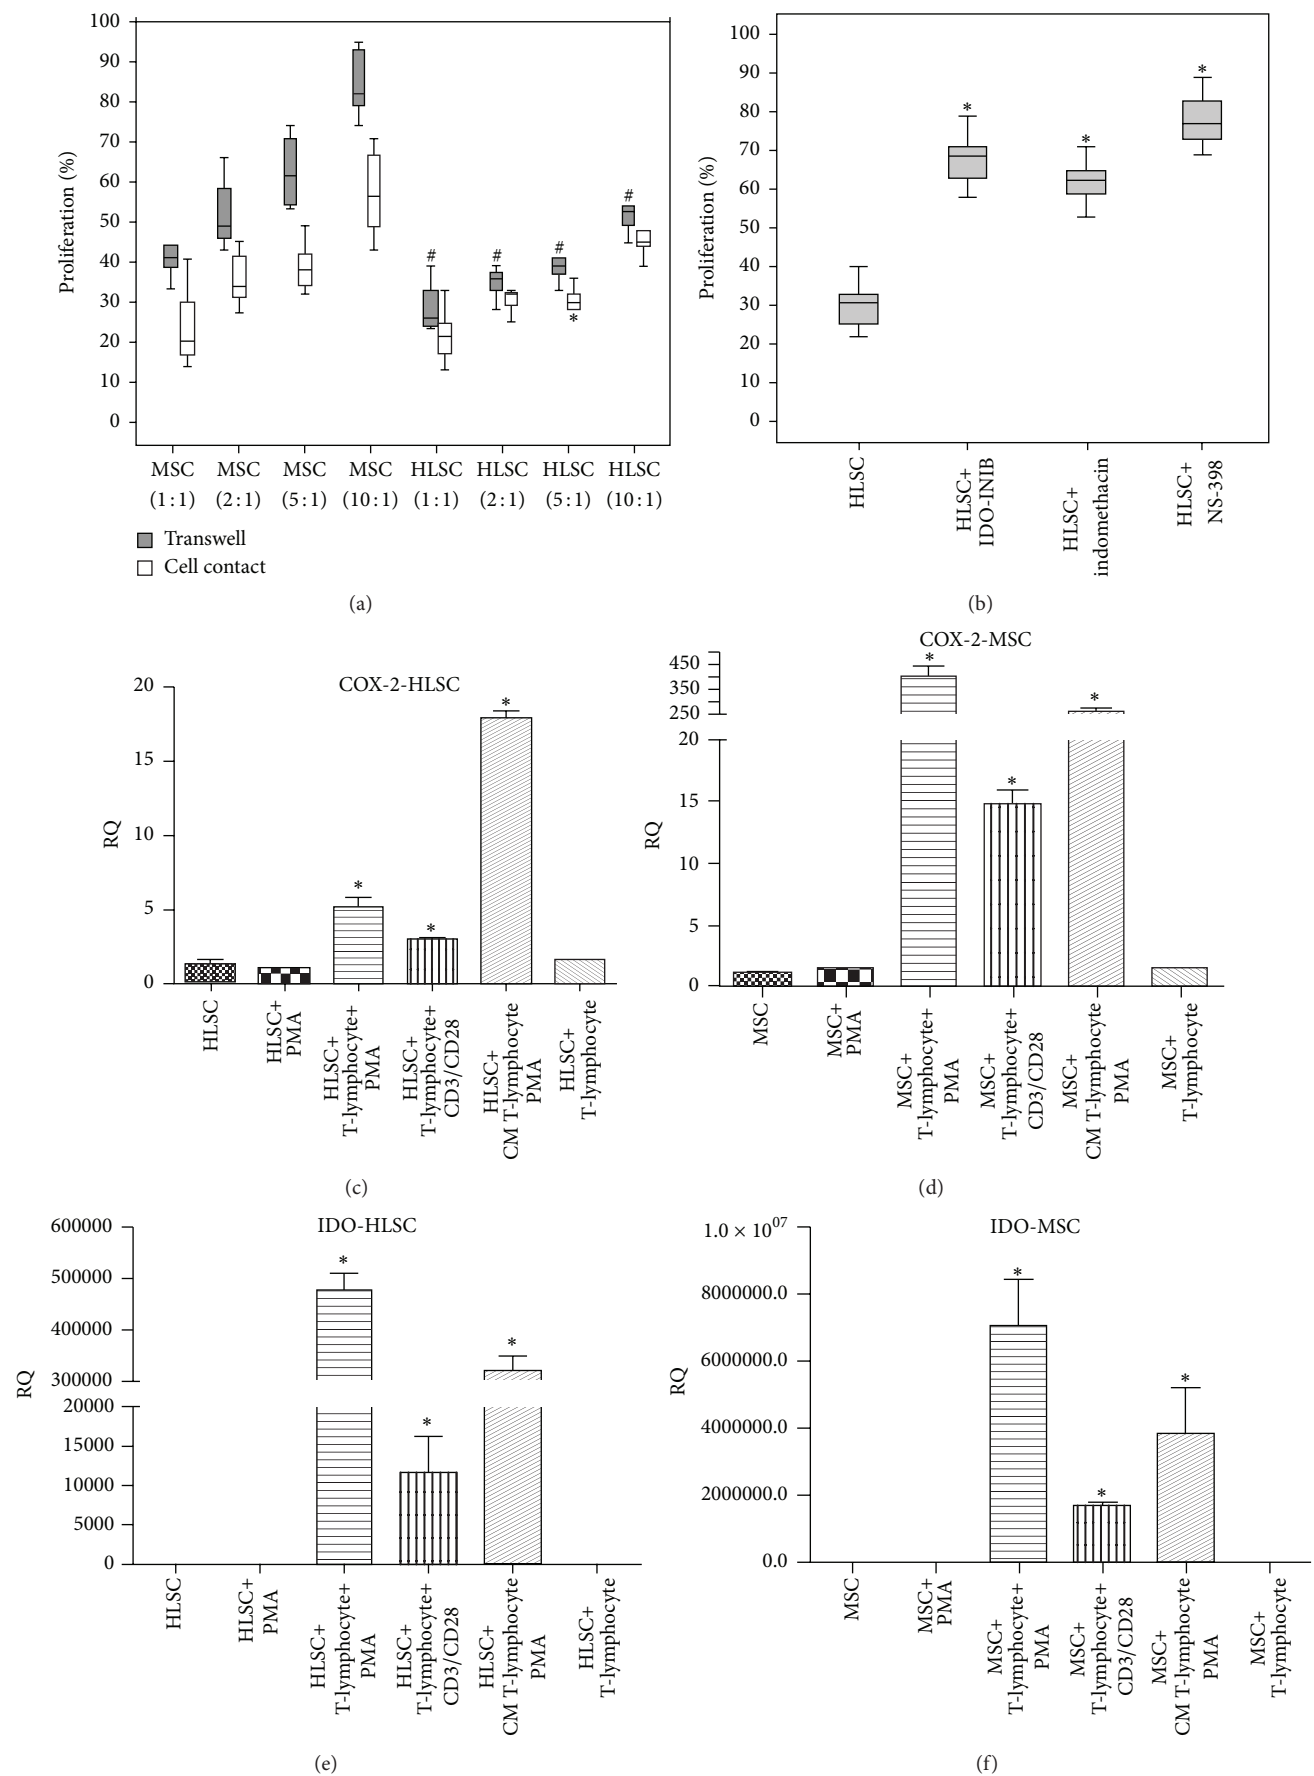 100
90
80
70
60
50
40
30
20
10
0
Proliferation (%)
#
#
#
*
#
MSC
(1 : 1)
MSC
(2 : 1)
MSC
(5 : 1)
MSC
(10 : 1)
HLSC
(1 : 1)
HLSC
(2 : 1)
HLSC
(5 : 1)
HLSC
(10 : 1)
Transwell
Cell contact
(a)
100
90
80
70
60
50
40
30
20
10
0
Proliferation (%)
*
*
*
HLSC
HLSC+
IDO-INIB
HLSC+
indomethacin
HLSC+
NS-398
(b)
COX-2-HLSC
20
15
10
5
0
RQ
*
*
*
HLSC
HLSC+
PMA
HLSC+
T-lymphocyte+
PMA
HLSC+
T-lymphocyte+
CD3/CD28
HLSC+
CM T-lymphocyte
PMA
HLSC+
T-lymphocyte
(c)
COX-2-MSC
450
350
250
20
15
10
5
0
RQ
*
*
*
MSC
MSC+
PMA
MSC+
T-lymphocyte+
PMA
MSC+
T-lymphocyte+
CD3/CD28
MSC+
CM T-lymphocyte
PMA
MSC+
T-lymphocyte
(d)
IDO-HLSC
600000
500000
400000
300000
20000
15000
10000
5000
0
RQ
*
*
*
HLSC
HLSC+
PMA
HLSC+
T-lymphocyte+
PMA
HLSC+
T-lymphocyte+
CD3/CD28
HLSC+
CM T-lymphocyte
PMA
HLSC+
T-lymphocyte
(e)
IDO-MSC
1.0 × 10⁰⁷
8000000.0
6000000.0
4000000.0
2000000.0
0.0
RQ
*
*
*
MSC
MSC+
PMA
MSC+
T-lymphocyte+
PMA
MSC+
T-lymphocyte+
CD3/CD28
MSC+
CM T-lymphocyte
PMA
MSC+
T-lymphocyte
(f)